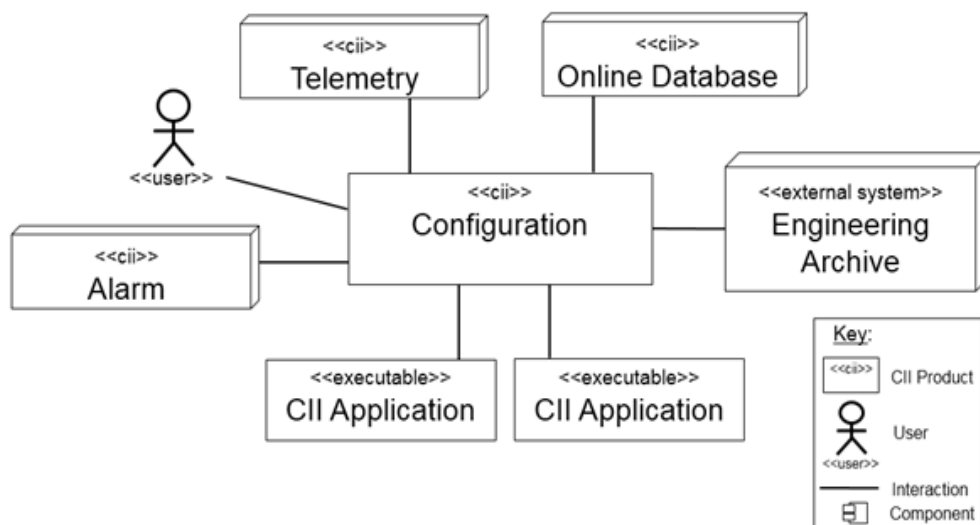 <<cii>>
Telemetry
<<cii>>
Online Database
<<user>>
<<cii>>
Configuration
<<external system>>
Engineering
Archive
<<cii>>
Alarm
<<executable>>
CII Application
<<executable>>
CII Application
Key:
<<cii>>
CII Product
User
<<user>>
Interaction
Component